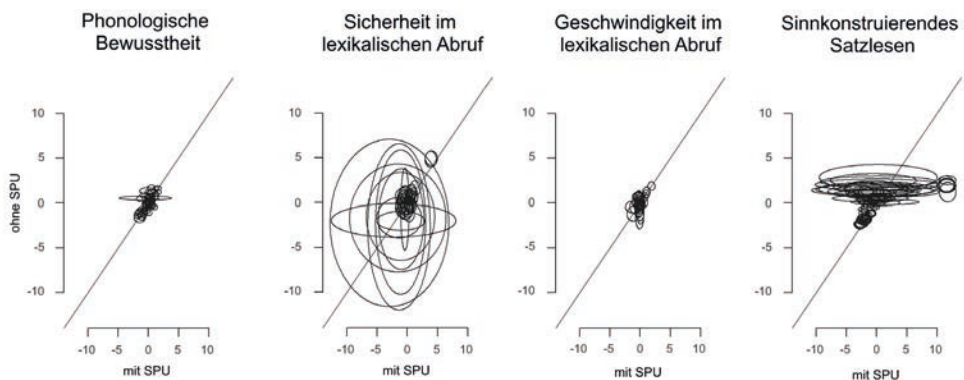 Phonologische
Bewusstheit
Sicherheit im
lexikalischen Abruf
Geschwindigkeit im
lexikalischen Abruf
Sinnkonstruierendes
Satzlesen
ohne SPU
10
5
0
-5
-10
-10 -5 0 5 10
mit SPU
10
5
0
-5
-10
-10 -5 0 5 10
mit SPU
10
5
0
-5
-10
-10 -5 0 5 10
mit SPU
10
5
0
-5
-10
-10 -5 0 5 10
mit SPU